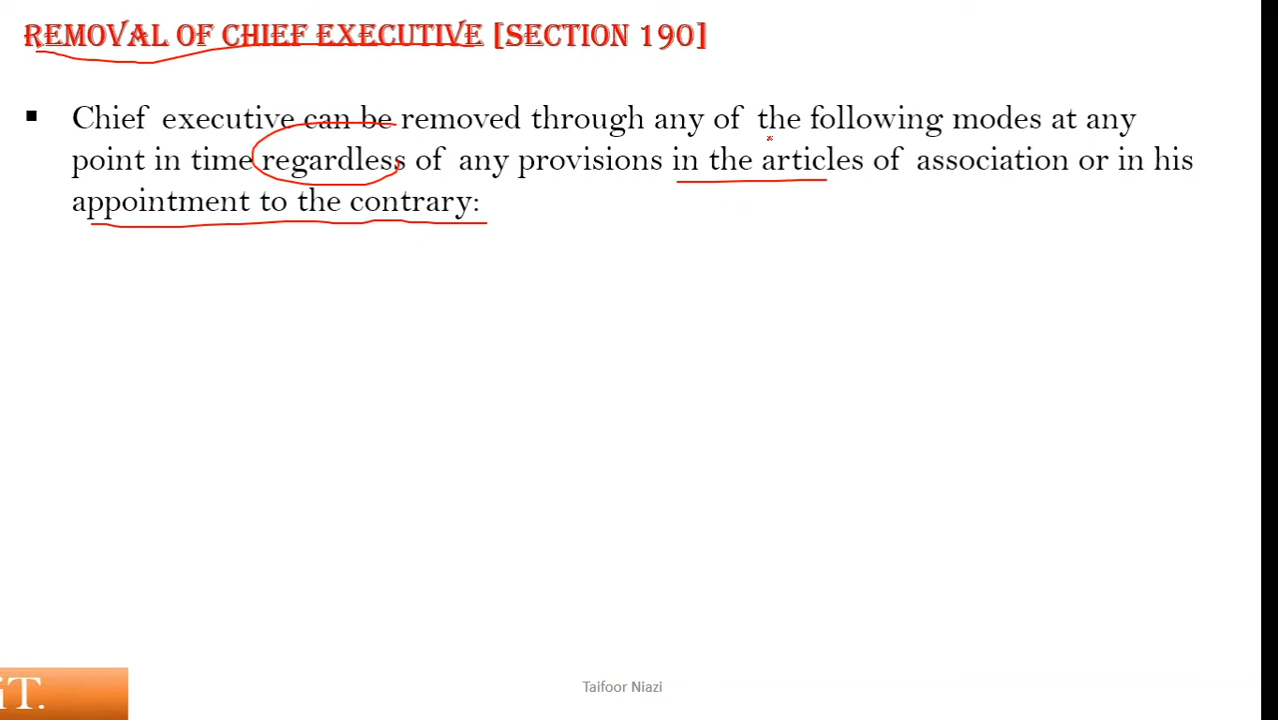 REMOVAL OF CHIEF EXECUTIVE [SECTION 190]
▪ Chief executive can be removed through any of the following modes at any
point in time regardless of any provisions in the articles of association or in his
appointment to the contrary:
iT.
Taifoor Niazi